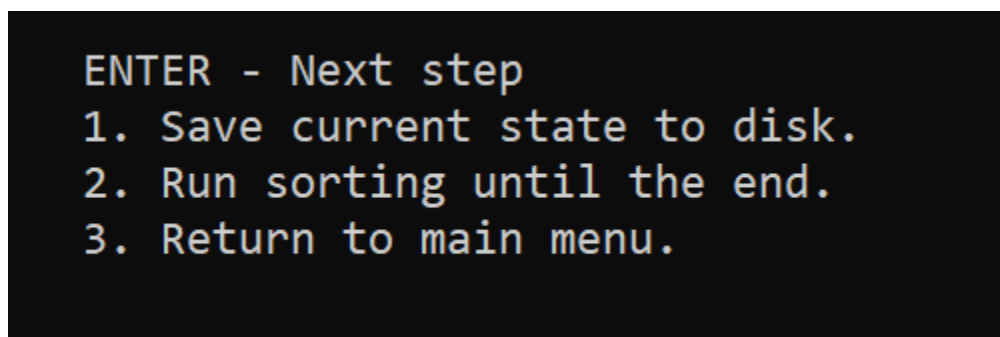 ENTER - Next step
1. Save current state to disk.
2. Run sorting until the end.
3. Return to main menu.